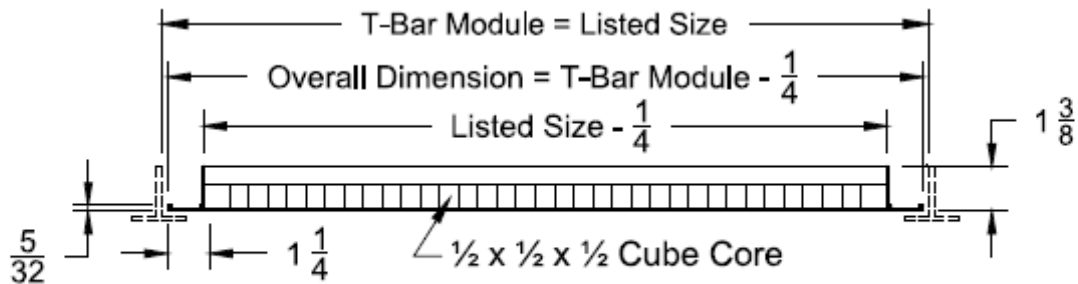 T-Bar Module = Listed Size
Overall Dimension = T-Bar Module - 1/4
Listed Size - 1/4
1 3/8
5/32
1 1/4
½ x ½ x ½ Cube Core